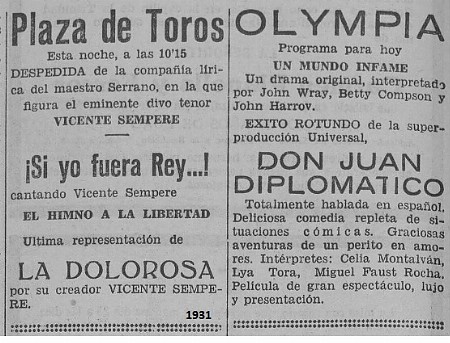 Plaza de Toros
Esta noche, a las 10'15
DESPEDIDA de la compañía líri-
ca del maestro Serrano, en la que
figura el eminente divo tenor
VICENTE SEMPERE
¡Si yo fuera Rey...!
cantando Vicente Sempere
EL HIMNO A LA LIBERTAD
Ultima representación de
LA DOLOROSA
por su creador VICENTE SEMPE-
RE.
1931
OLYMPIA
Programa para hoy
UN MUNDO INFAME
Un drama original, interpretado
por John Wray, Betty Compson y
John Harrov.
EXITO ROTUNDO de la super-
producción Universal,
DON JUAN
DIPLOMATICO
Totalmente hablada en español.
Deliciosa comedia repleta de si-
tuaciones cómicas. Graciosas
aventuras de un perito en amo-
res. Intérpretes: Celia Montalván,
Lya Tora, Miguel Faust Rocha.
Película de gran espectáculo, lujo
y presentación.